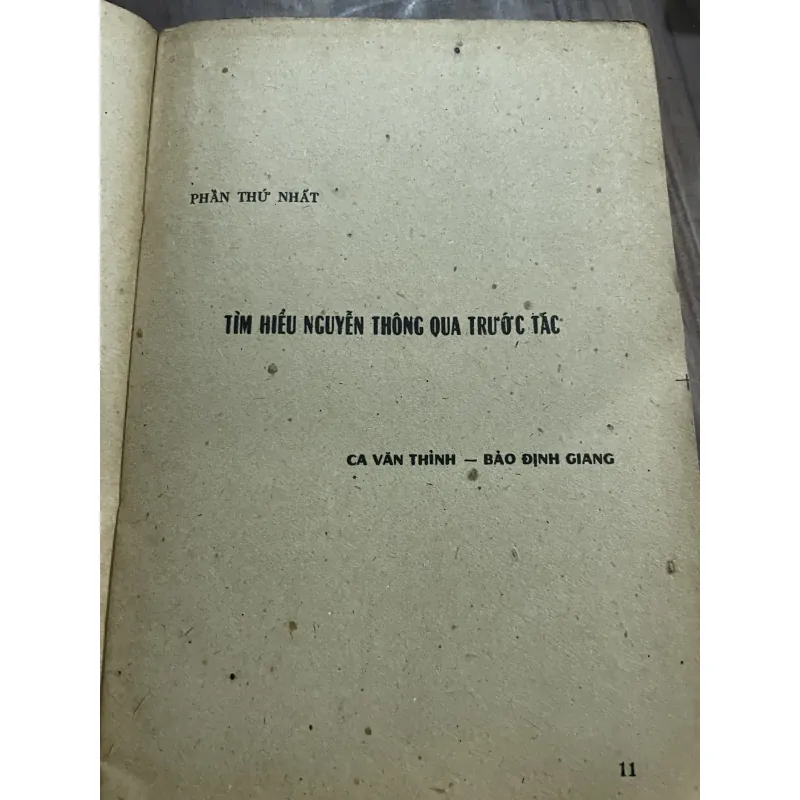 PHẦN THỨ NHẤT
TÌM HIỂU NGUYỄN THÔNG QUA TRƯỚC TÁC
CA VĂN THỈNH — BẢO ĐỊNH GIANG
11